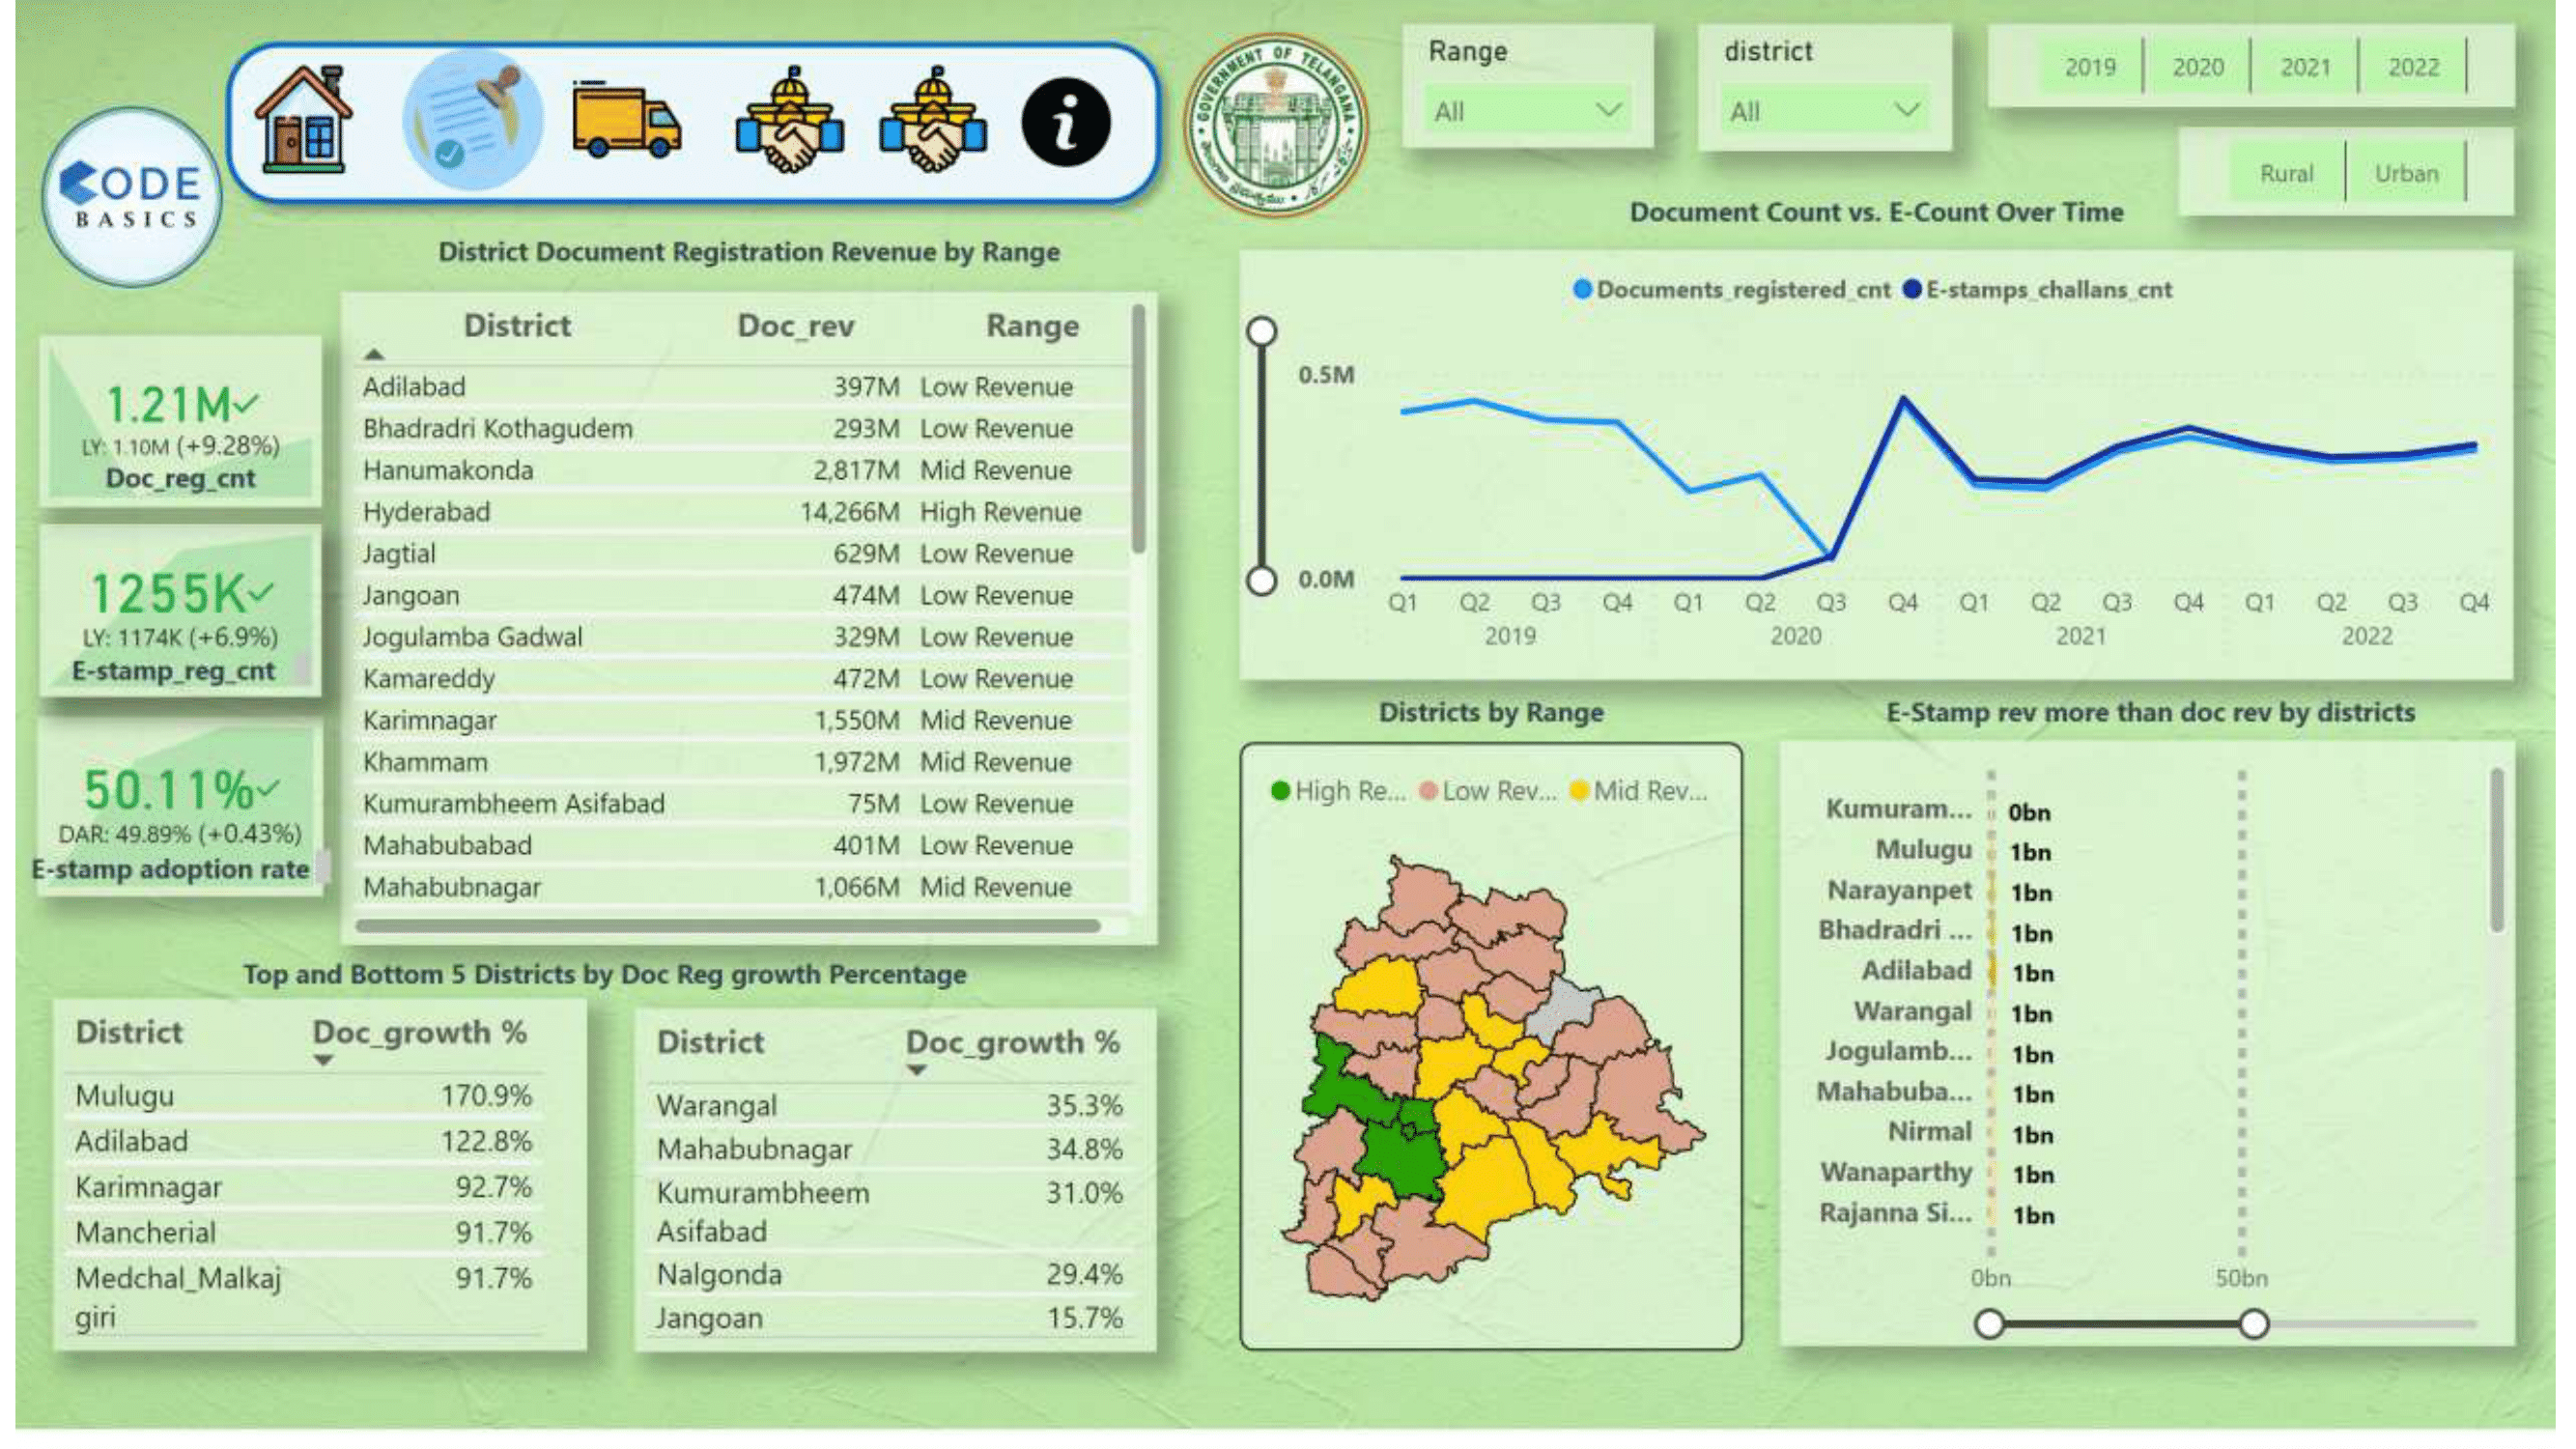 CODE
BASICS
GOVERNMENT OF TELANGANA
Range
All
district
All
2019 2020 2021 2022
Rural Urban
District Document Registration Revenue by Range
District Doc_rev Range
Adilabad 397M Low Revenue
Bhadradri Kothagudem 293M Low Revenue
Hanumakonda 2,817M Mid Revenue
Hyderabad 14,266M High Revenue
Jagtial 629M Low Revenue
Jangoan 474M Low Revenue
Jogulamba Gadwal 329M Low Revenue
Kamareddy 472M Low Revenue
Karimnagar 1,550M Mid Revenue
Khammam 1,972M Mid Revenue
Kumurambheem Asifabad 75M Low Revenue
Mahabubabad 401M Low Revenue
Mahabubnagar 1,066M Mid Revenue
1.21M
LY: 1.10M (+9.28%)
Doc_reg_cnt
1255K
LY: 1174K (+6.9%)
E-stamp_reg_cnt
50.11%
DAR: 49.89% (+0.43%)
E-stamp adoption rate
Document Count vs. E-Count Over Time
Documents_registered_cnt E-stamps_challans_cnt
0.5M
0.0M
Q1 Q2 Q3 Q4 Q1 Q2 Q3 Q4 Q1 Q2 Q3 Q4 Q1 Q2 Q3 Q4
2019 2020 2021 2022
Top and Bottom 5 Districts by Doc Reg growth Percentage
District Doc_growth %
Mulugu 170.9%
Adilabad 122.8%
Karimnagar 92.7%
Mancherial 91.7%
Medchal_Malkaj 91.7%
giri
District Doc_growth %
Warangal 35.3%
Mahabubnagar 34.8%
Kumurambheem 31.0%
Asifabad
Nalgonda 29.4%
Jangoan 15.7%
Districts by Range
High Re... Low Rev... Mid Rev...
E-Stamp rev more than doc rev by districts
Kumuram... 0bn
Mulugu 1bn
Narayanpet 1bn
Bhadradri ... 1bn
Adilabad 1bn
Warangal 1bn
Jogulamb... 1bn
Mahabuba... 1bn
Nirmal 1bn
Wanaparthy 1bn
Rajanna Si... 1bn
0bn 50bn